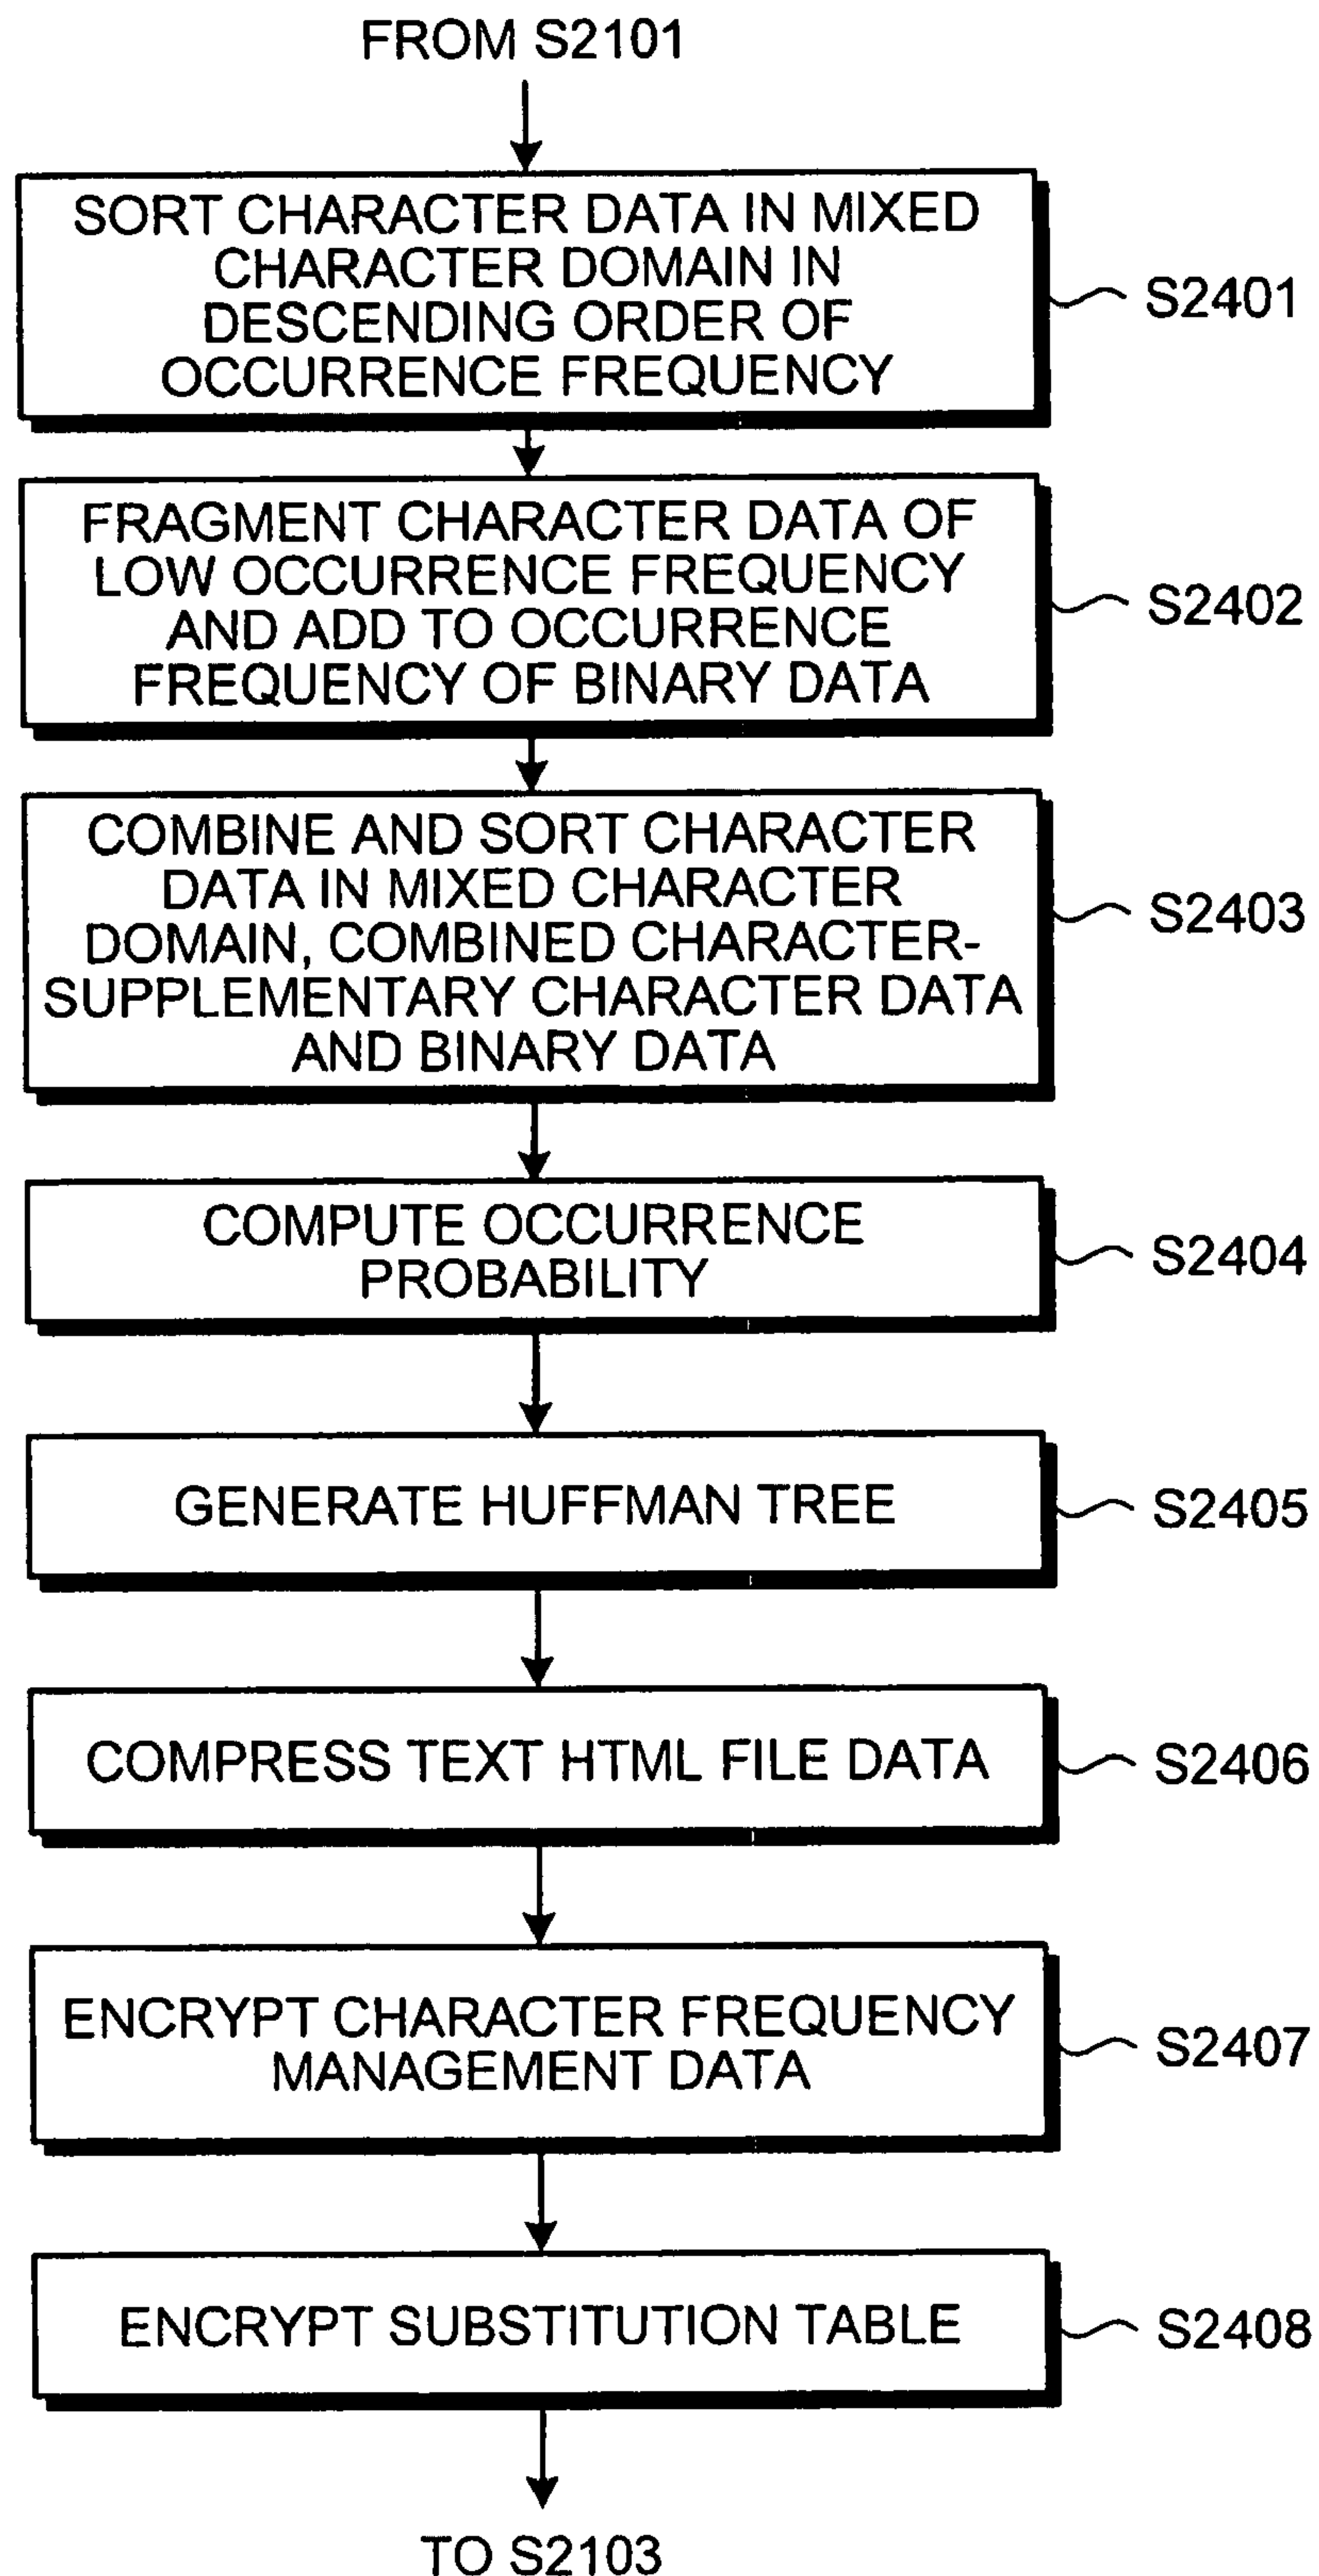 FROM S2101
SORT CHARACTER DATA IN MIXED
CHARACTER DOMAIN IN
DESCENDING ORDER OF
OCCURRENCE FREQUENCY
S2401
FRAGMENT CHARACTER DATA OF
LOW OCCURRENCE FREQUENCY
AND ADD TO OCCURRENCE
FREQUENCY OF BINARY DATA
S2402
COMBINE AND SORT CHARACTER
DATA IN MIXED CHARACTER
DOMAIN, COMBINED CHARACTER-
SUPPLEMENTARY CHARACTER DATA
AND BINARY DATA
S2403
COMPUTE OCCURRENCE
PROBABILITY
S2404
GENERATE HUFFMAN TREE
S2405
COMPRESS TEXT HTML FILE DATA
S2406
ENCRYPT CHARACTER FREQUENCY
MANAGEMENT DATA
S2407
ENCRYPT SUBSTITUTION TABLE
S2408
TO S2103